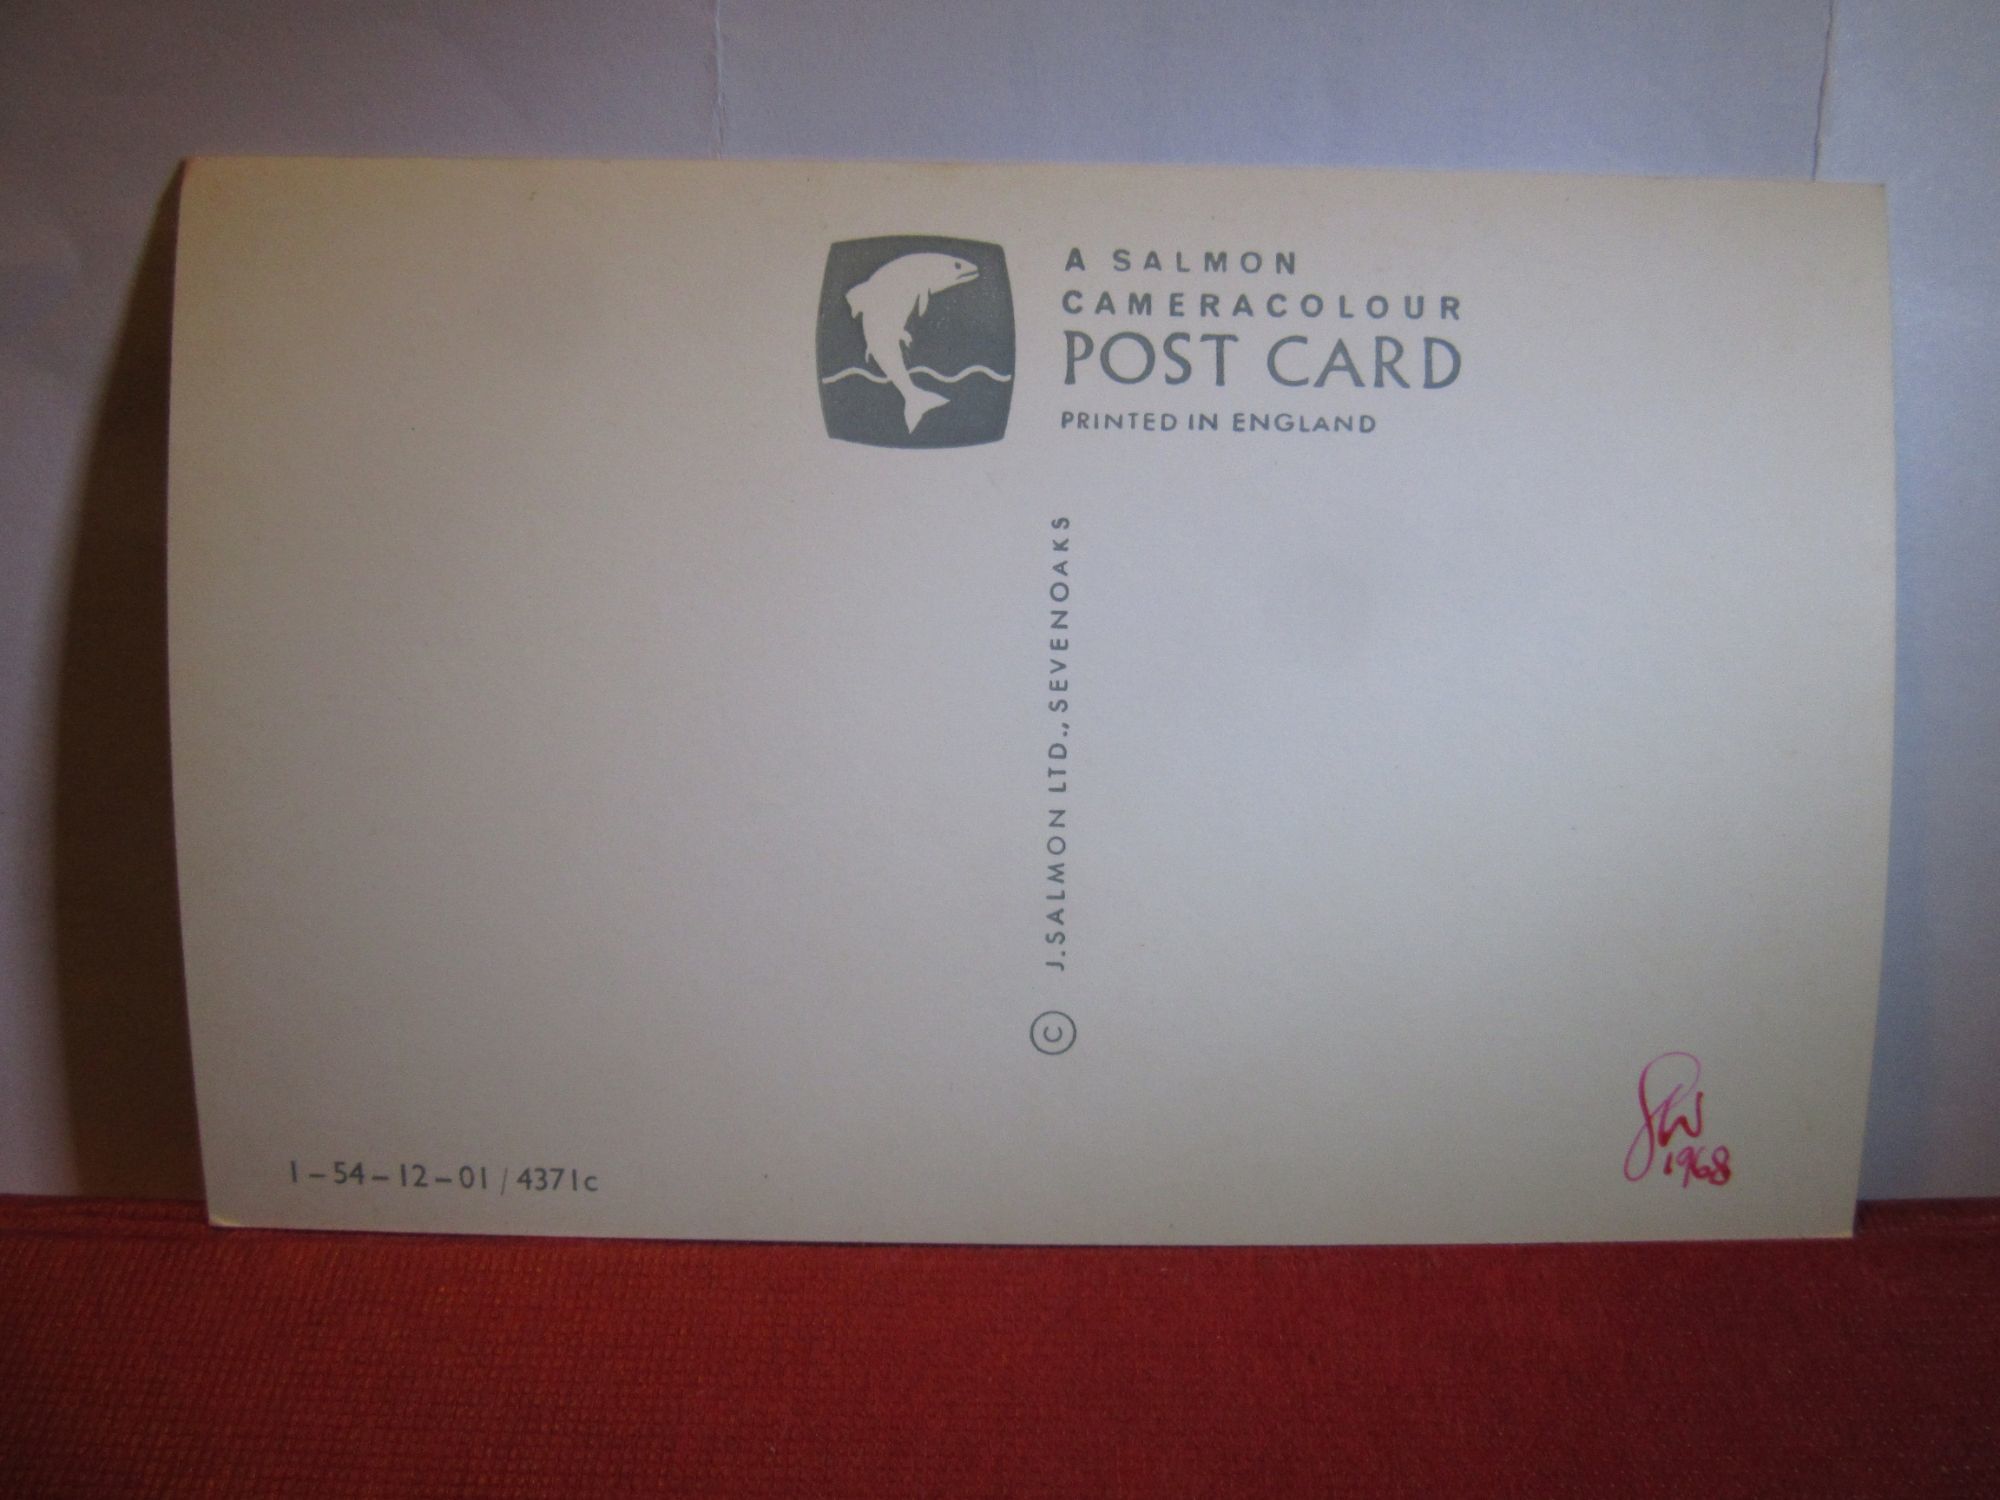 A SALMON
CAMERACOLOUR
POST CARD
PRINTED IN ENGLAND
© J. SALMON LTD., SEVENOAKS
1-54-12-01/4371c
1968